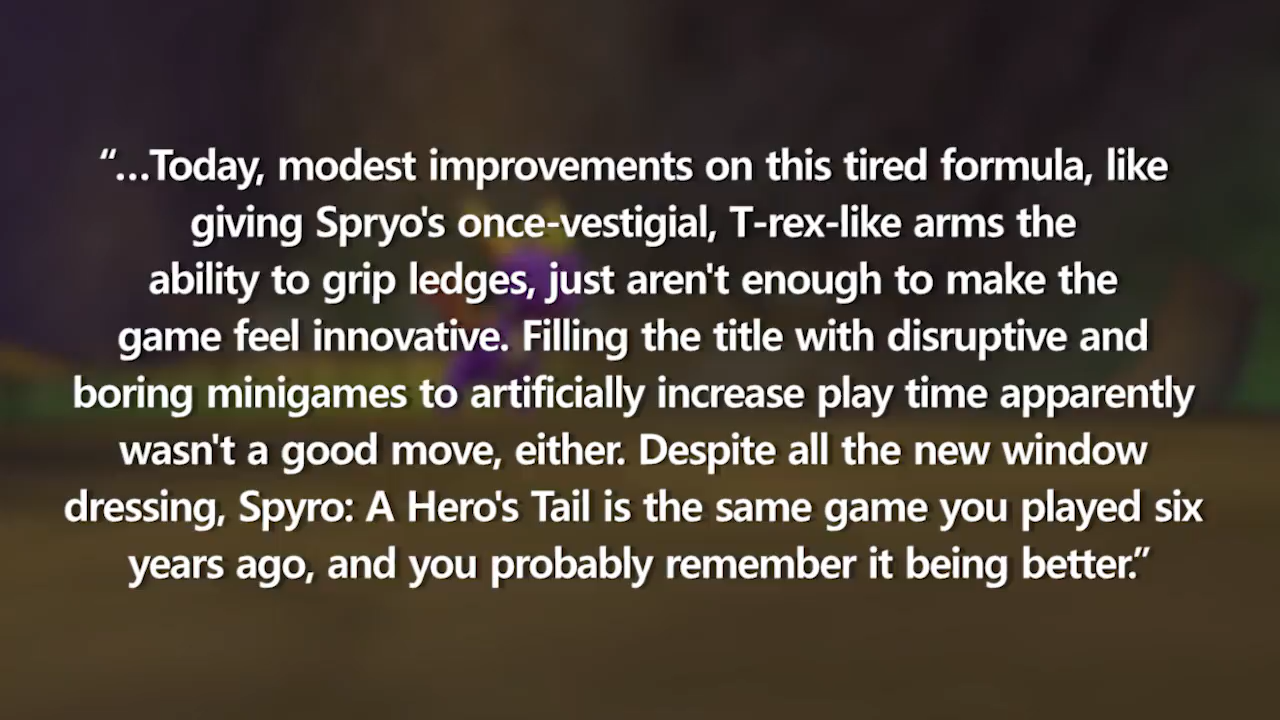 “...Today, modest improvements on this tired formula, like
giving Spryo's once-vestigial, T-rex-like arms the
ability to grip ledges, just aren't enough to make the
game feel innovative. Filling the title with disruptive and
boring minigames to artificially increase play time apparently
wasn't a good move, either. Despite all the new window
dressing, Spyro: A Hero's Tail is the same game you played six
years ago, and you probably remember it being better.”